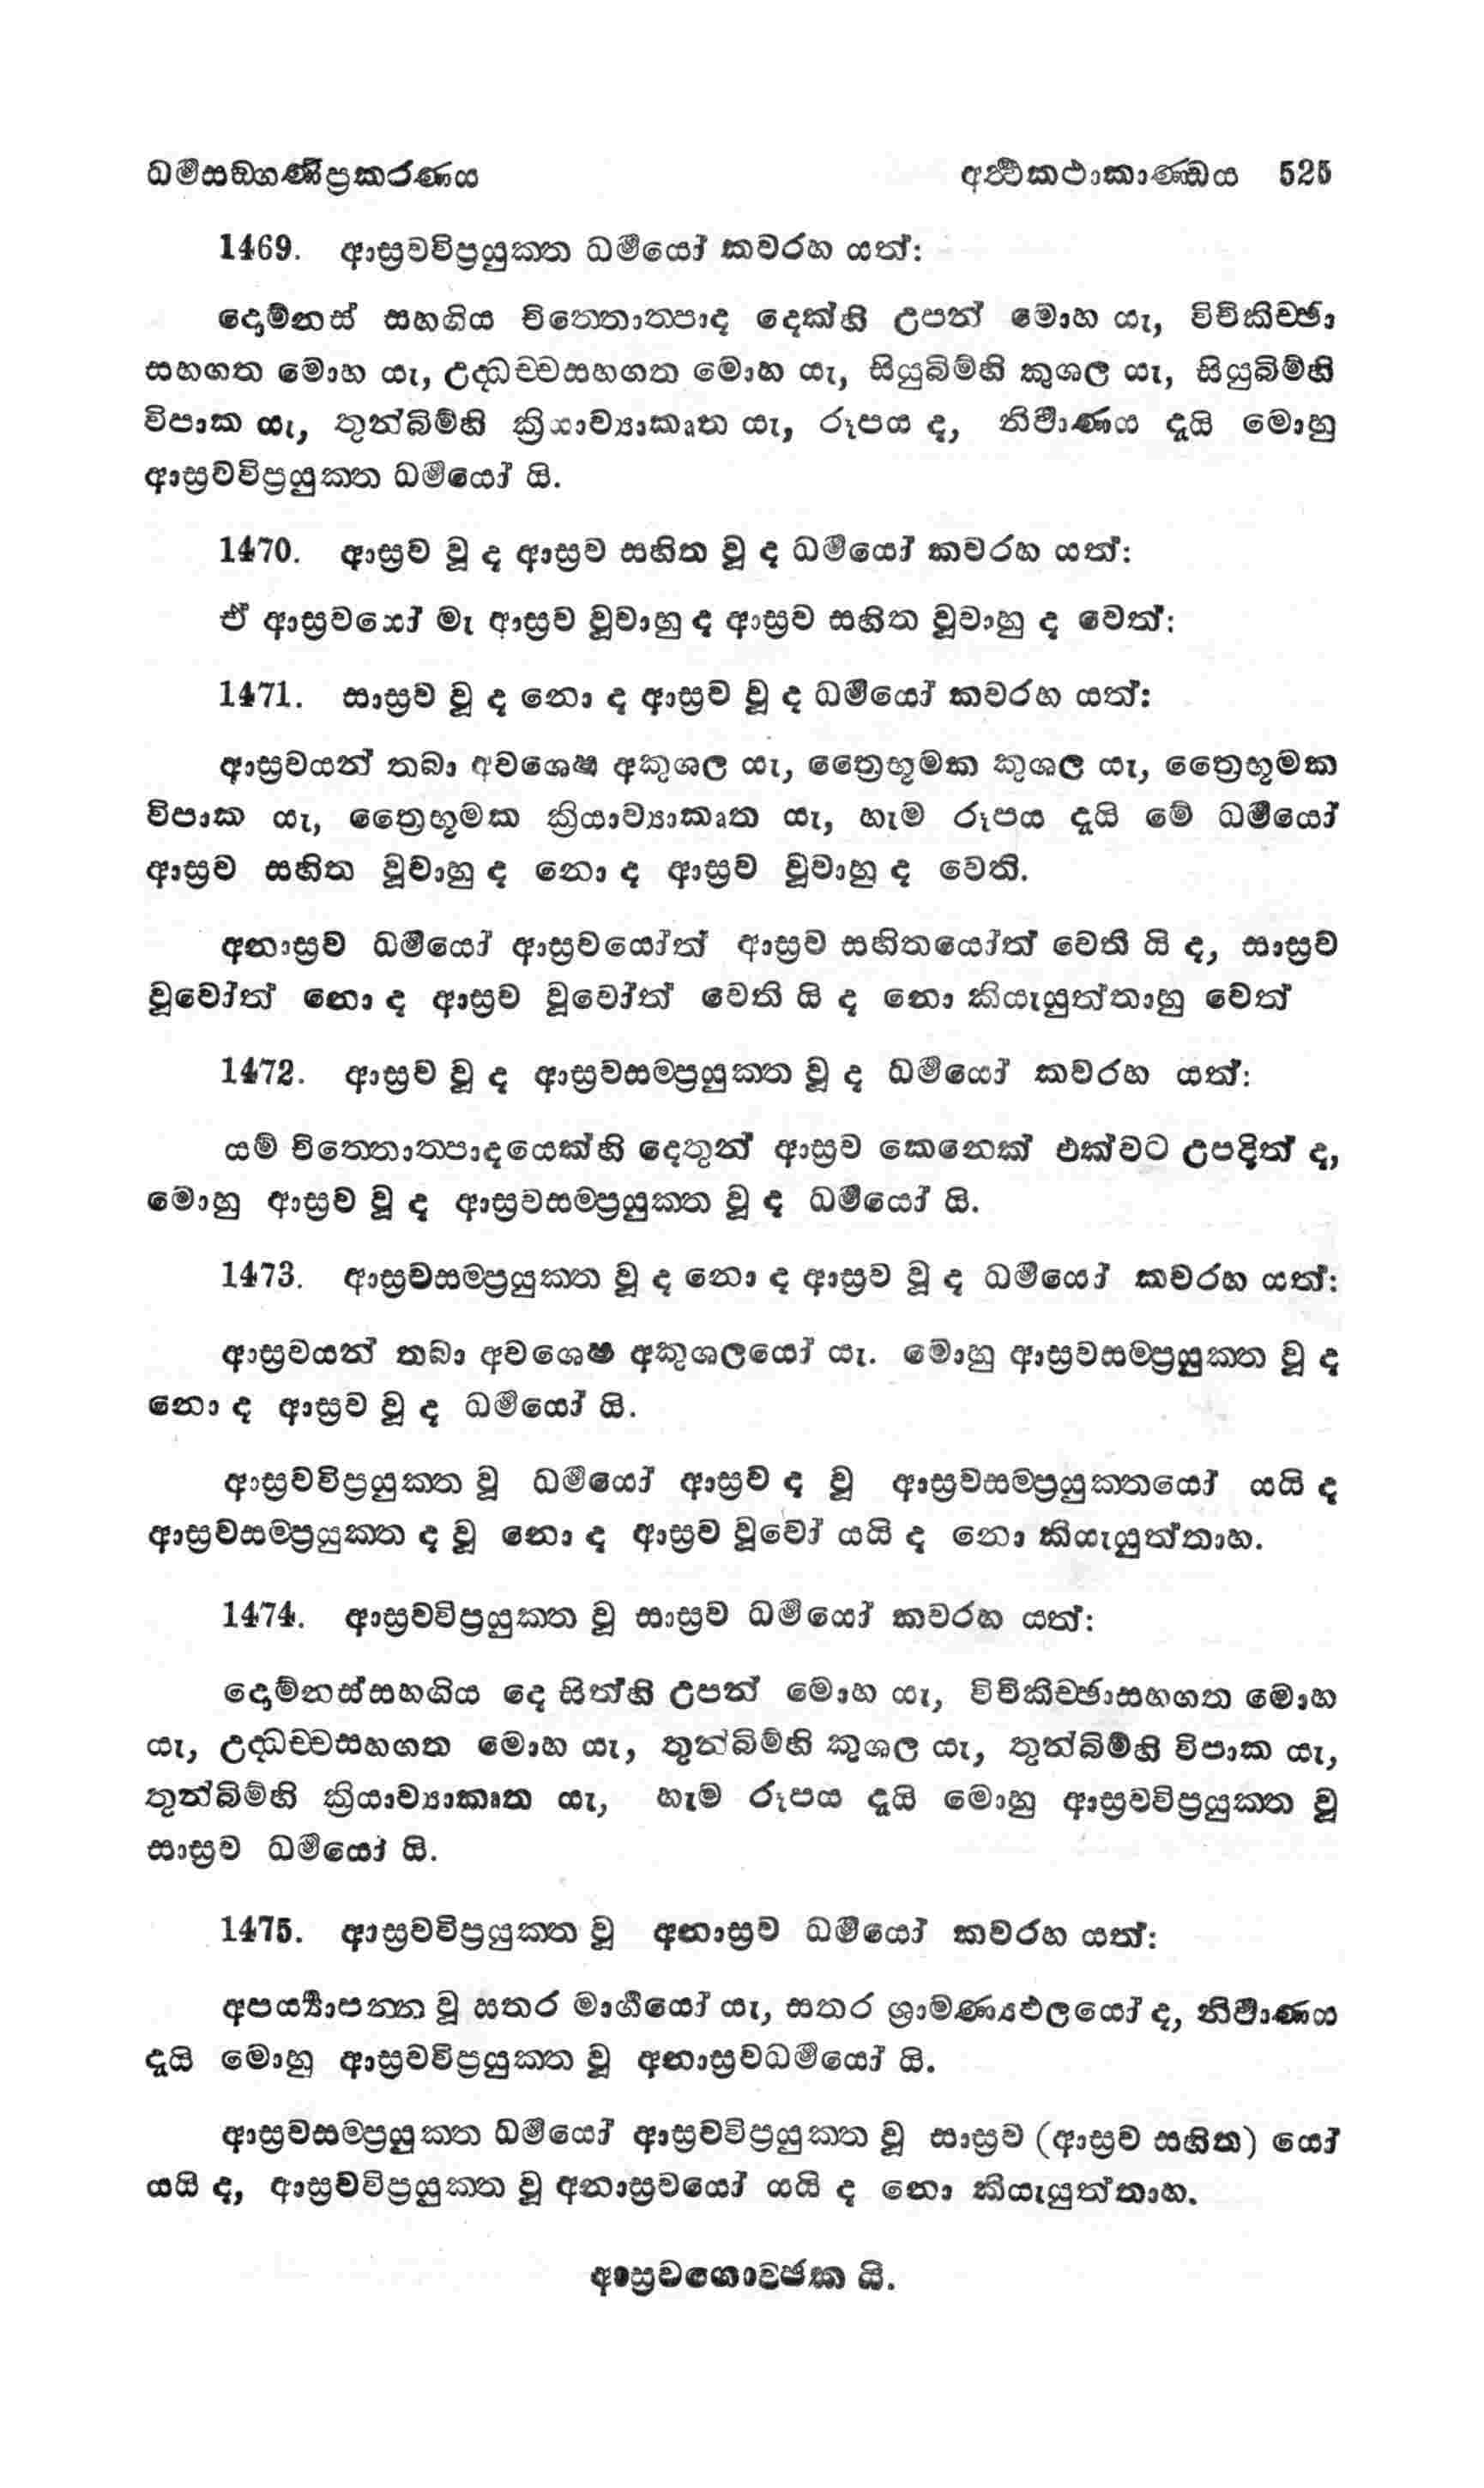 ධර්මසඞ්ගණිප්‍රකරණය අර්ත්‍ථකථාකාණ්ඩය 525
1469. ආස්‍රවවිප්‍රයුක්ත ධර්මයෝ කවරහ යත්:
දොම්නස් සහගිය චිත්තොත්පාද දෙක්හි උපන් මොහ යැ, විචිකිච්ඡා
සහගත මොහ යැ, උද්ධච්චසහගත මොහ යැ, සියුබිම්හි කුශල යැ, සියුබිම්හි
විපාක යැ, තුන්බිම්හි ක්‍රියාව්‍යාකෘත යැ, රූපය ද, නිර්වාණය දැයි මොහු
ආස්‍රවවිප්‍රයුක්ත ධර්මයෝ යි.
1470. ආස්‍රව වූ ද ආස්‍රව සහිත වූ ද ධර්මයෝ කවරහ යත්:
ඒ ආස්‍රවයෝ මැ ආස්‍රව වූවාහු ද ආස්‍රව සහිත වූවාහු ද වෙත්:
1471. සාස්‍රව වූ ද නො ද ආස්‍රව වූ ද ධර්මයෝ කවරහ යත්:
ආස්‍රවයන් තබා අවශෙෂ අකුශල යැ, ත්‍රෛභූමක කුශල යැ, ත්‍රෛභූමක
විපාක යැ, ත්‍රෛභූමක ක්‍රියාව්‍යාකෘත යැ, හැම රූපය දැයි මේ ධර්මයෝ
ආස්‍රව සහිත වූවාහු ද නො ද ආස්‍රව වූවාහු ද වෙති.
අනාස්‍රව ධර්මයෝ ආස්‍රවයෝත් ආස්‍රව සහිතයෝත් වෙති යි ද, සාස්‍රව
වූවෝත් නො ද ආස්‍රව වූවෝත් වෙති යි ද නො කියැයුත්තාහු වෙත්
1472. ආස්‍රව වූ ද ආස්‍රවසම්ප්‍රයුක්ත වූ ද ධර්මයෝ කවරහ යත්:
යම් චිත්තොත්පාදයෙක්හි දෙතුන් ආස්‍රව කෙනෙක් එක්වට උපදිත් ද,
මොහු ආස්‍රව වූ ද ආස්‍රවසම්ප්‍රයුක්ත වූ ද ධර්මයෝ යි.
1473. ආස්‍රවසම්ප්‍රයුක්ත වූ ද නො ද ආස්‍රව වූ ද ධර්මයෝ කවරහ යත්:
ආස්‍රවයන් තබා අවශෙෂ අකුශලයෝ යැ. මොහු ආස්‍රවසම්ප්‍රයුක්ත වූ ද
නො ද ආස්‍රව වූ ද ධර්මයෝ යි.
ආස්‍රවවිප්‍රයුක්ත වූ ධර්මයෝ ආස්‍රව ද වූ ආස්‍රවසම්ප්‍රයුක්තයෝ යයි ද
ආස්‍රවසම්ප්‍රයුක්ත ද වූ නො ද ආස්‍රව වූවෝ යයි ද නො කියැයුත්තාහ.
1474. ආස්‍රවවිප්‍රයුක්ත වූ සාස්‍රව ධර්මයෝ කවරහ යත්:
දොම්නස්සහගිය දෙ සිත්හි උපන් මොහ යැ, විචිකිච්ඡාසහගත මොහ
යැ, උද්ධච්චසහගත මොහ යැ, තුන්බිම්හි කුශල යැ, තුන්බිම්හි විපාක යැ,
තුන්බිම්හි ක්‍රියාව්‍යාකෘත යැ, හැම රූපය දැයි මොහු ආස්‍රවවිප්‍රයුක්ත වූ
සාස්‍රව ධර්මයෝ යි.
1475. ආස්‍රවවිප්‍රයුක්ත වූ අනාස්‍රව ධර්මයෝ කවරහ යත්:
අපර්‍ය්‍යාපන්න වූ සතර මාර්ගයෝ යැ, සතර ශ්‍රාමණ්‍යඵලයෝ ද, නිර්වාණය
දැයි මොහු ආස්‍රවවිප්‍රයුක්ත වූ අනාස්‍රවධර්මයෝ යි.
ආස්‍රවසම්ප්‍රයුක්ත ධර්මයෝ ආස්‍රවවිප්‍රයුක්ත වූ සාස්‍රව (ආස්‍රව සහිත) යෝ
යයි ද, ආස්‍රවවිප්‍රයුක්ත වූ අනාස්‍රවයෝ යයි ද නො කියැයුත්තාහ.
ආස්‍රවගොච්ඡක යි.